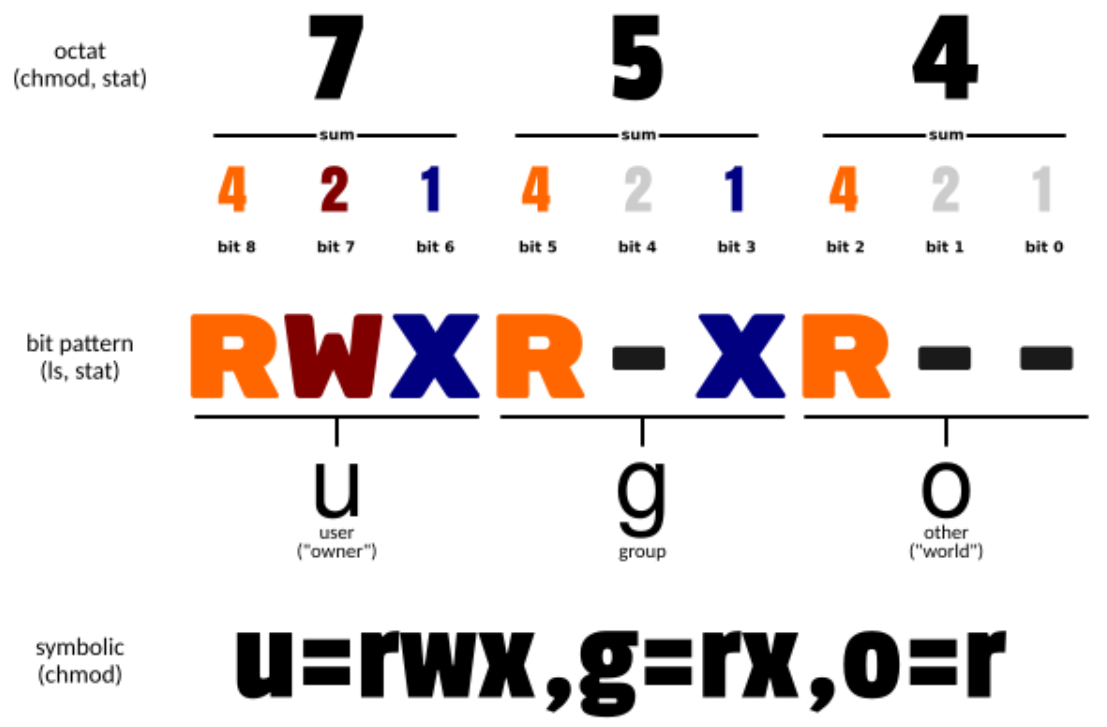 octat
(chmod, stat)
7 5 4
sum sum sum
4 2 1 4 2 1 4 2 1
bit 8 bit 7 bit 6 bit 5 bit 4 bit 3 bit 2 bit 1 bit 0
bit pattern
(ls, stat)
RWXR-XR--
u g o
user group other
("owner") ("world")
symbolic
(chmod)
u=rwx,g=rx,o=r